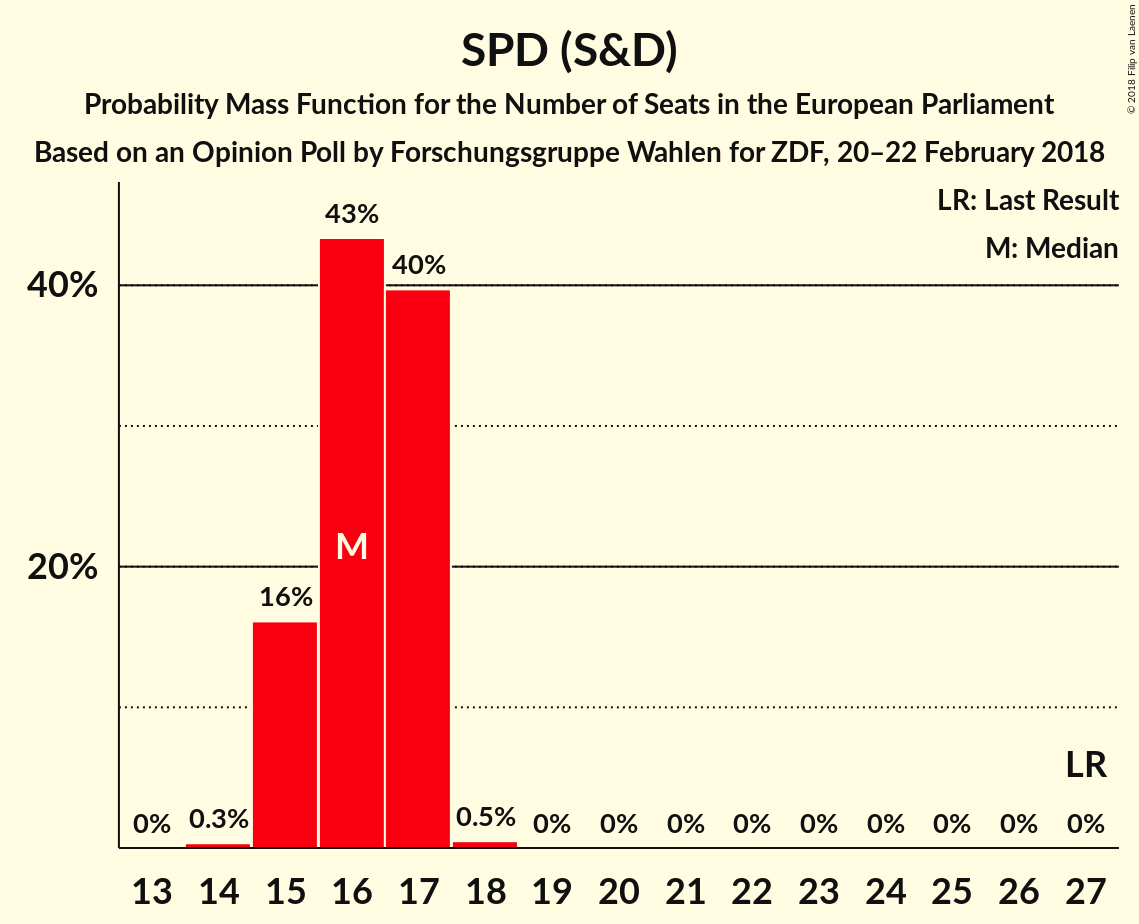 SPD (S&D)
Probability Mass Function for the Number of Seats in the European Parliament
Based on an Opinion Poll by Forschungsgruppe Wahlen for ZDF, 20–22 February 2018
© 2018 Filip van Laenen
LR: Last Result
M: Median
40%
20%
43%
40%
16%
M
LR
0%
0.3%
0.5%
0%
0%
0%
0%
0%
0%
0%
0%
0%
13 14 15 16 17 18 19 20 21 22 23 24 25 26 27